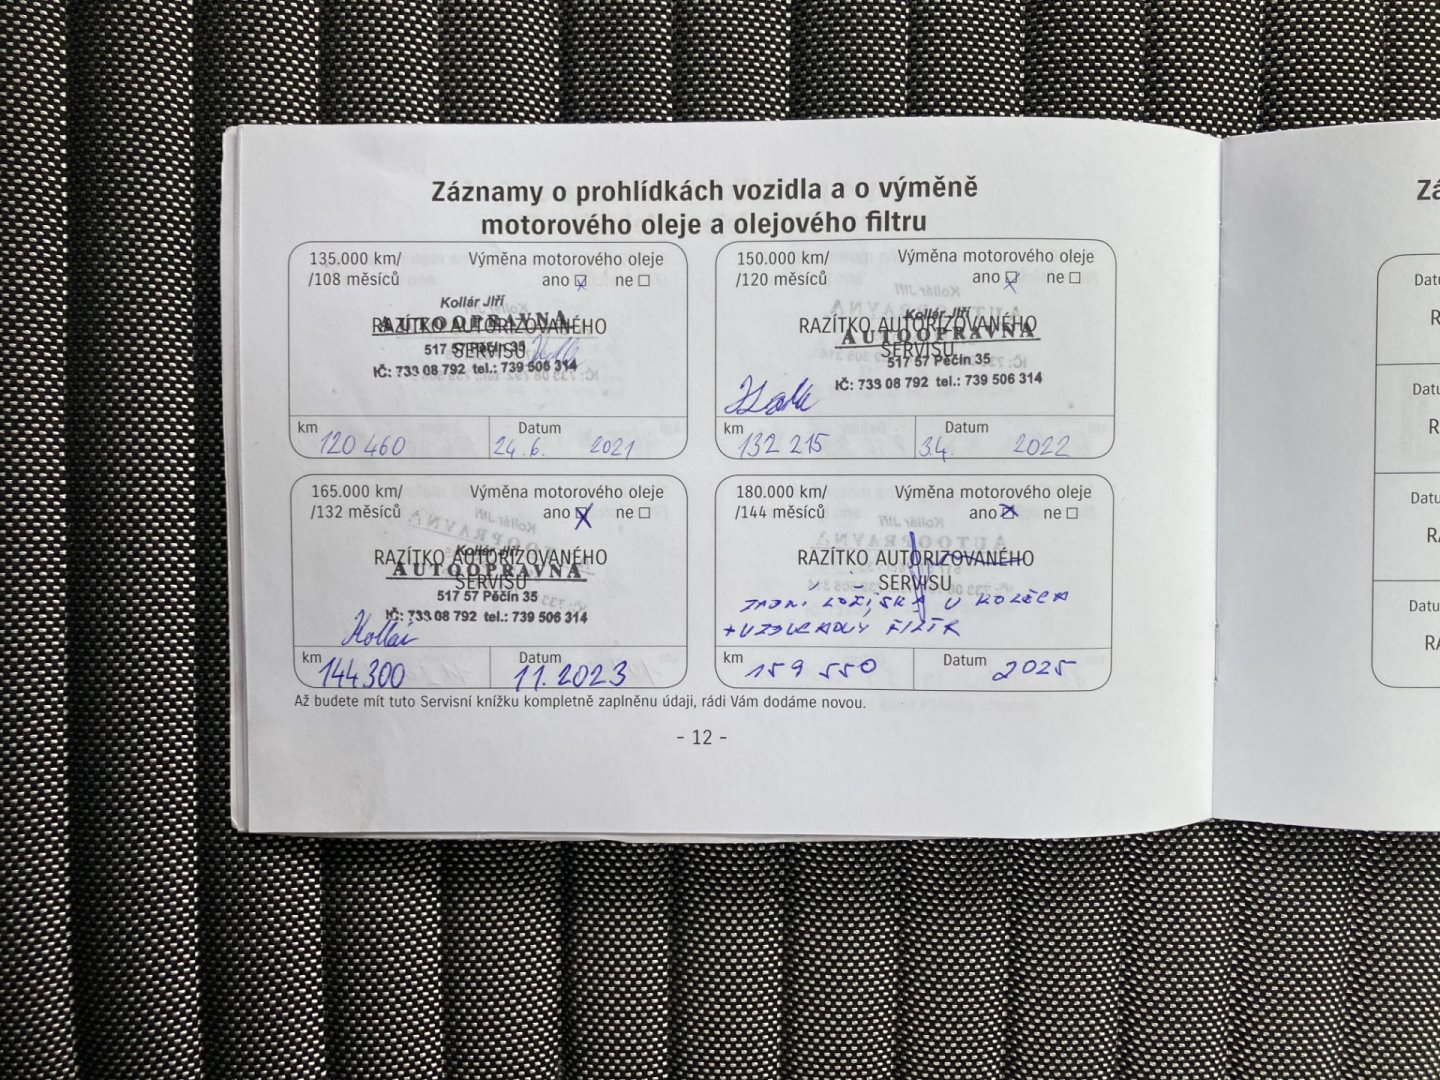 Záznamy o prohlídkách vozidla a o výměně
motorového oleje a olejového filtru
135.000 km/ Výměna motorového oleje
/108 měsíců ano ne
Kollár Jiří
AUTOOPRAVNA
RAZÍTKO AUTORIZOVANÉHO
SERVISU
517 57 Pěčín 35
IČ: 733 08 792 tel.: 739 506 314
km Datum
120 460 24.6. 2021
150.000 km/ Výměna motorového oleje
/120 měsíců ano ne
Kollár Jiří
RAZÍTKO AUTORIZOVANÉHO
AUTOOPRAVNA
SERVISU
517 57 Pěčín 35
IČ: 733 08 792 tel.: 739 506 314
km Datum
132 215 3.4. 2022
165.000 km/ Výměna motorového oleje
/132 měsíců ano ne
Kollár Jiří
RAZÍTKO AUTORIZOVANÉHO
AUTOOPRAVNA
SERVISU
517 57 Pěčín 35
IČ: 733 08 792 tel.: 739 506 314
Kollár
km Datum
144.300 11.2023
180.000 km/ Výměna motorového oleje
/144 měsíců ano ne
RAZÍTKO AUTORIZOVANÉHO
SERVISU
ZADNI LOŽISKA U KOLECA
+ VZDUCHOVY FILTR
km Datum
159 550 2025
Až budete mít tuto Servisní knížku kompletně zaplněnu údaji, rádi Vám dodáme novou.
- 12 -